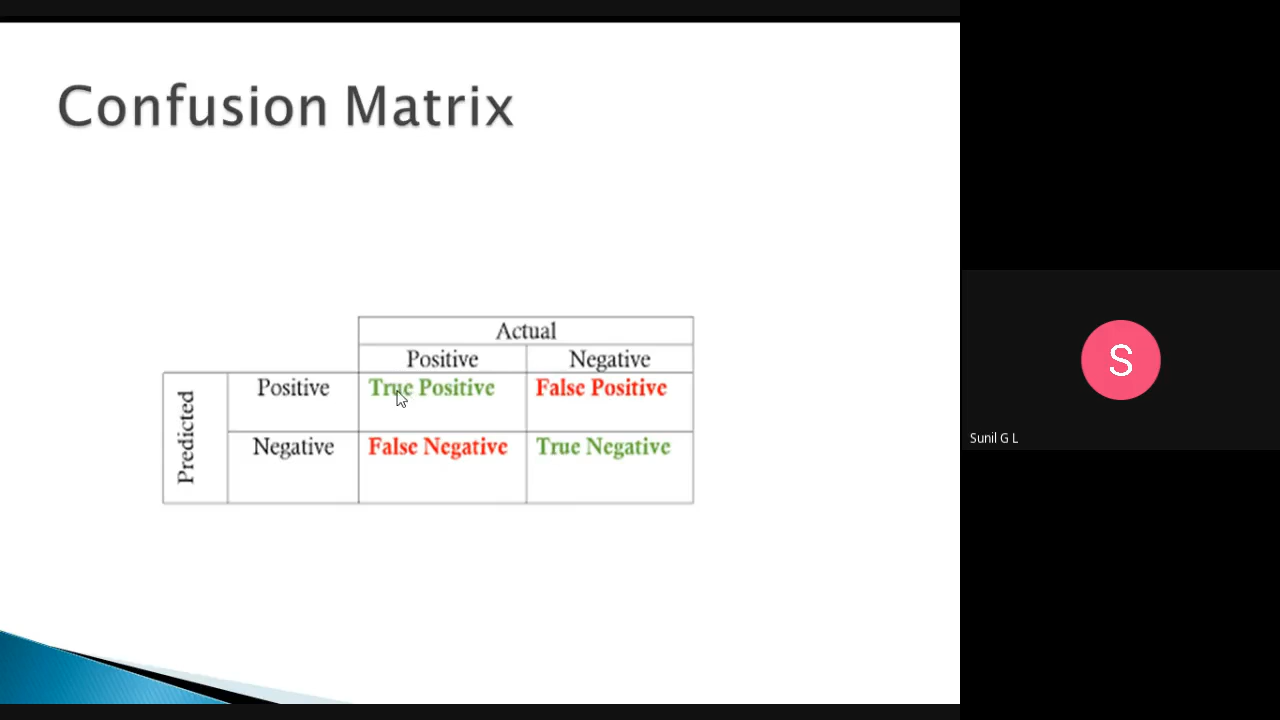 Confusion Matrix
Actual
Positive Negative
Predicted
Positive True Positive False Positive
Negative False Negative True Negative
S
Sunil G L